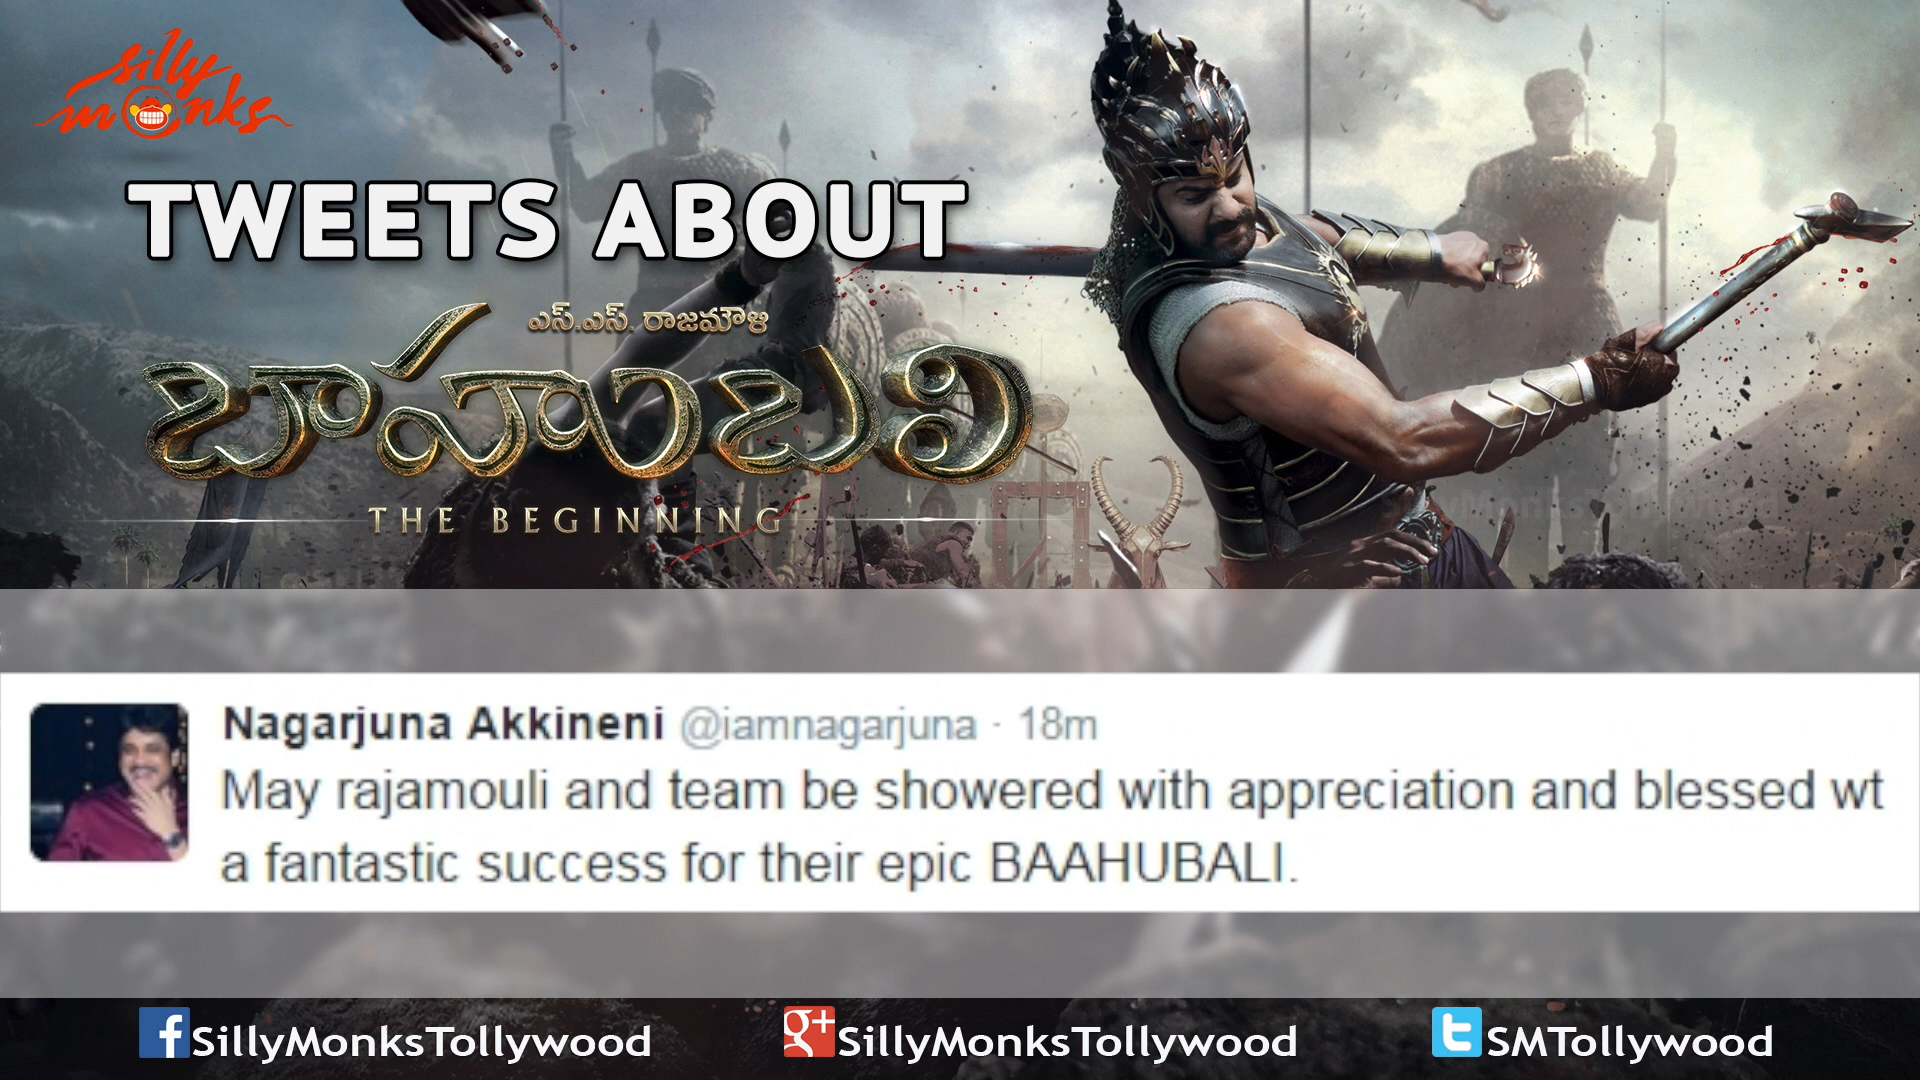 silly
monks
TWEETS ABOUT
ఎస్.ఎస్. రాజమౌళి
బాహుబలి
THE BEGINNING
Nagarjuna Akkineni @iamnagarjuna · 18m
May rajamouli and team be showered with appreciation and blessed wt
a fantastic success for their epic BAAHUBALI.
SillyMonksTollywood
SillyMonksTollywood
SMTollywood